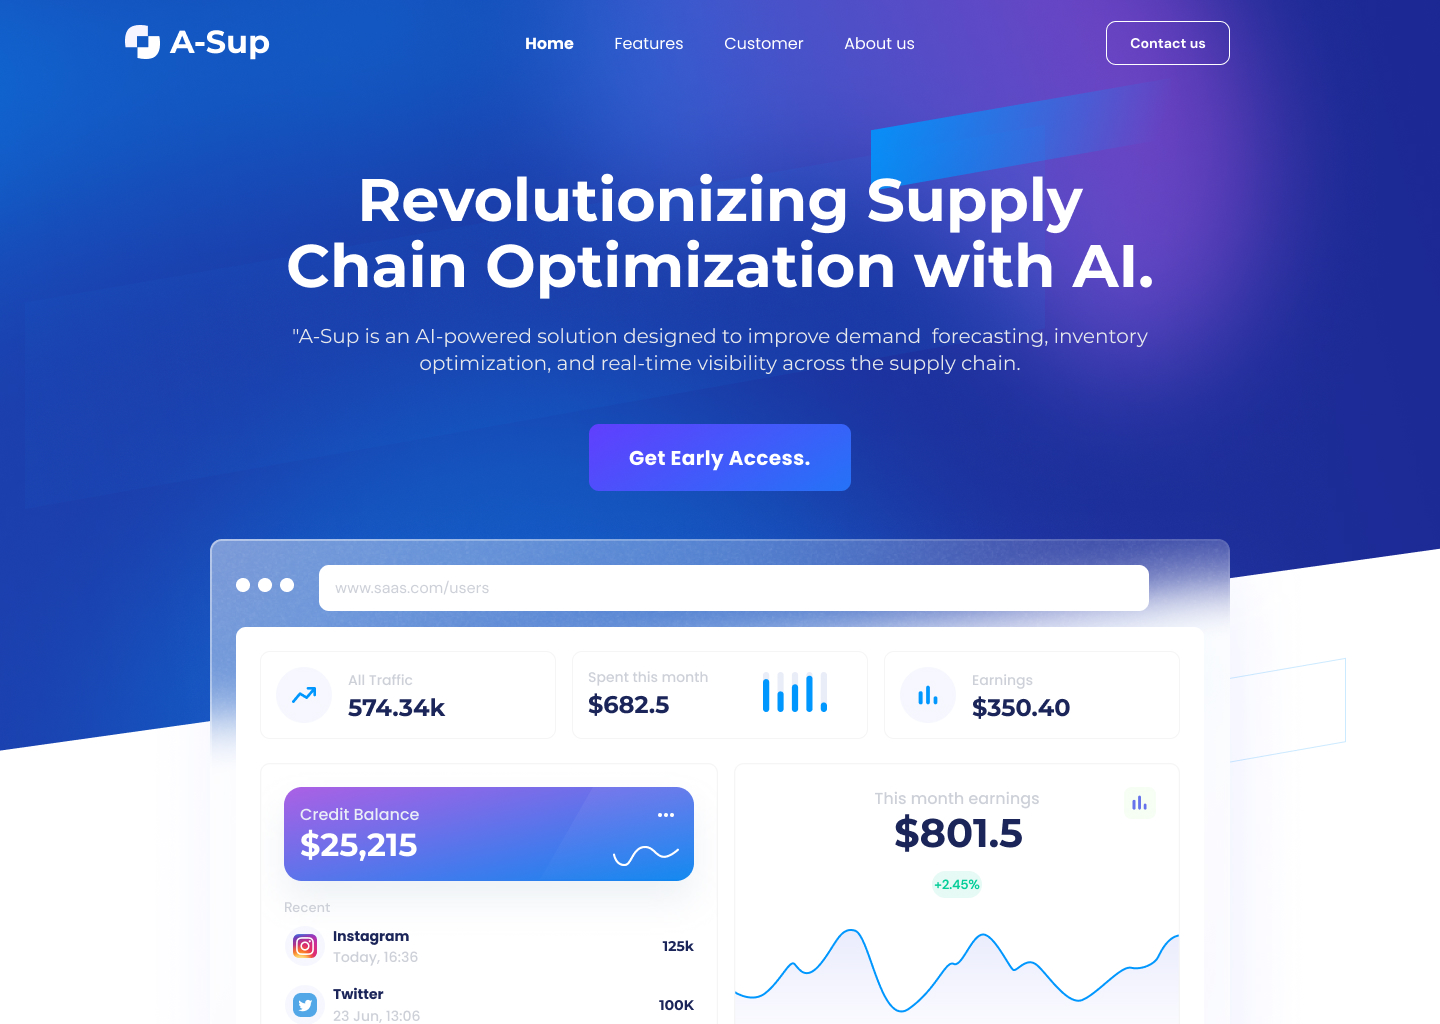 A-Sup
Home
Features
Customer
About us
Contact us
Revolutionizing Supply
Chain Optimization with AI.
"A-Sup is an AI-powered solution designed to improve demand  forecasting, inventory
optimization, and real-time visibility across the supply chain.
Get Early Access.
www.saas.com/users
All Traffic
574.34k
Spent this month
$682.5
Earnings
$350.40
Credit Balance
$25,215
Recent
Instagram
Today, 16:36
125k
Twitter
23 Jun, 13:06
100K
This month earnings
$801.5
+2.45%